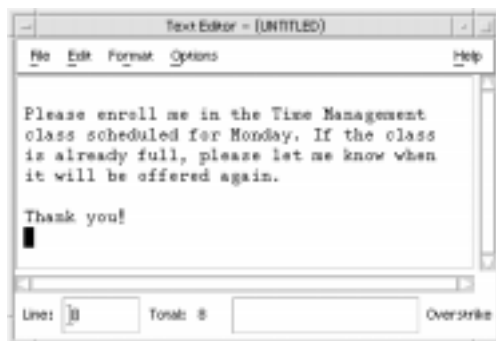 Text Editor - (UNTITLED)
File Edit Format Options Help
Please enroll me in the Time Management
class scheduled for Monday. If the class
is already full, please let me know when
it will be offered again.
Thank you!
Line: 8 Total: 8 Overstrike